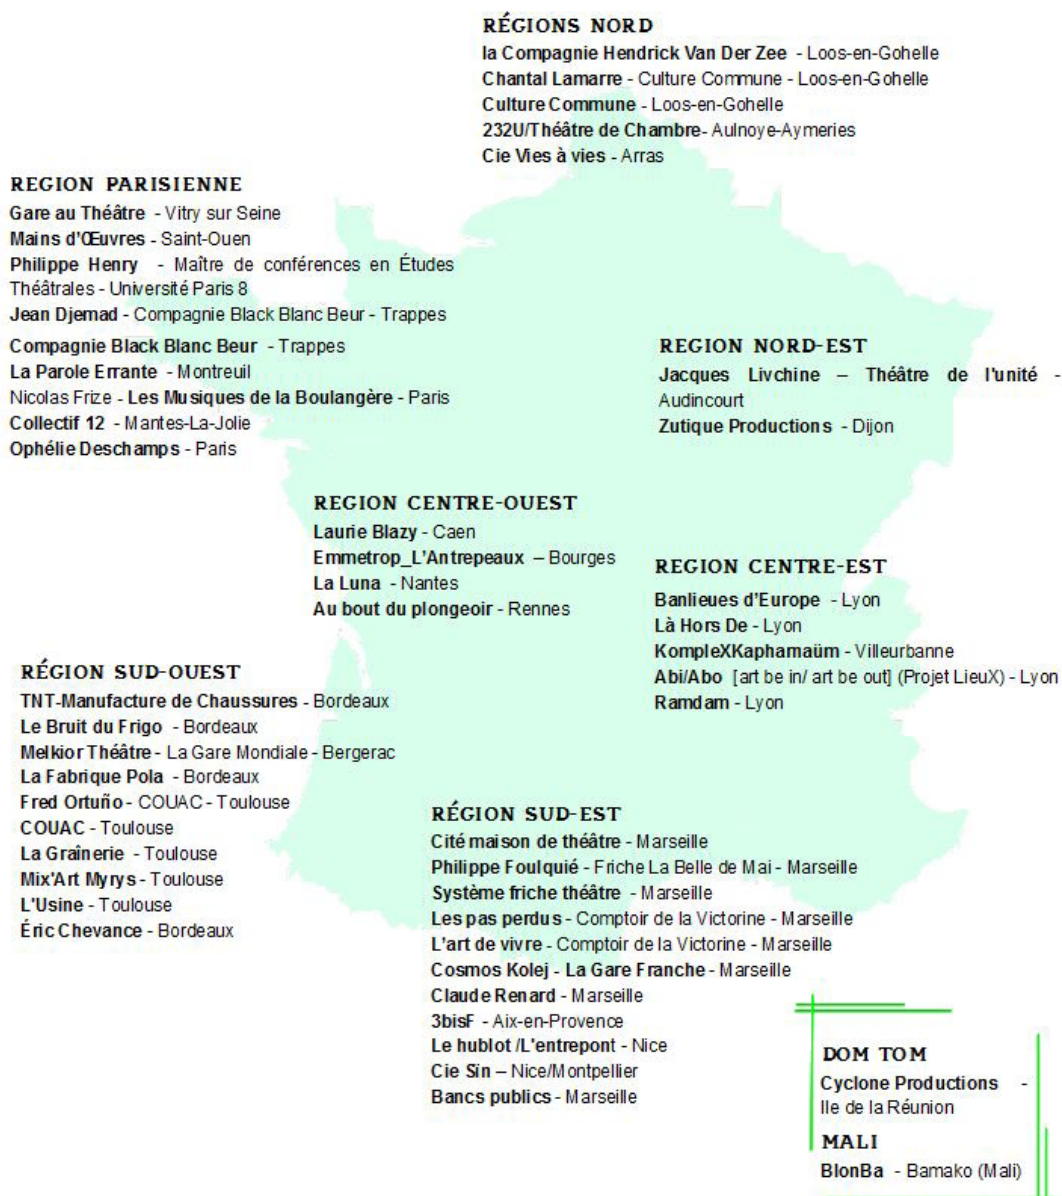 RÉGIONS NORD
la Compagnie Hendrick Van Der Zee - Loos-en-Gohelle
Chantal Lamarre - Culture Commune - Loos-en-Gohelle
Culture Commune - Loos-en-Gohelle
232U/Théâtre de Chambre- Aulnoye-Aymeries
Cie Vies à vies - Arras
REGION PARISIENNE
Gare au Théâtre - Vitry sur Seine
Mains d'Œuvres - Saint-Ouen
Philippe Henry - Maître de conférences en Études
Théâtrales - Université Paris 8
Jean Djemad - Compagnie Black Blanc Beur - Trappes
Compagnie Black Blanc Beur - Trappes
La Parole Errante - Montreuil
Nicolas Frize - Les Musiques de la Boulangère - Paris
Collectif 12 - Mantes-La-Jolie
Ophélie Deschamps - Paris
REGION NORD-EST
Jacques Livchine – Théâtre de l'unité -
Audincourt
Zutique Productions - Dijon
REGION CENTRE-OUEST
Laurie Blazy - Caen
Emmetrop_L'Antrepeaux – Bourges
La Luna - Nantes
Au bout du plongeoir - Rennes
REGION CENTRE-EST
Banlieues d'Europe - Lyon
Là Hors De - Lyon
KompleXKapharnaüm - Villeurbanne
Abi/Abo [art be in/ art be out] (Projet LieuX) - Lyon
Ramdam - Lyon
RÉGION SUD-OUEST
TNT-Manufacture de Chaussures - Bordeaux
Le Bruit du Frigo - Bordeaux
Melkior Théâtre - La Gare Mondiale - Bergerac
La Fabrique Pola - Bordeaux
Fred Ortuño - COUAC - Toulouse
COUAC - Toulouse
La Graînerie - Toulouse
Mix'Art Myrys - Toulouse
L'Usine - Toulouse
Éric Chevance - Bordeaux
RÉGION SUD-EST
Cité maison de théâtre - Marseille
Philippe Foulquié - Friche La Belle de Mai - Marseille
Système friche théâtre - Marseille
Les pas perdus - Comptoir de la Victorine - Marseille
L'art de vivre - Comptoir de la Victorine - Marseille
Cosmos Kolej - La Gare Franche - Marseille
Claude Renard - Marseille
3bisF - Aix-en-Provence
Le hublot /L'entrepont - Nice
Cie Sîn – Nice/Montpellier
Bancs publics - Marseille
DOM TOM
Cyclone Productions -
Ile de la Réunion
MALI
BlonBa - Bamako (Mali)